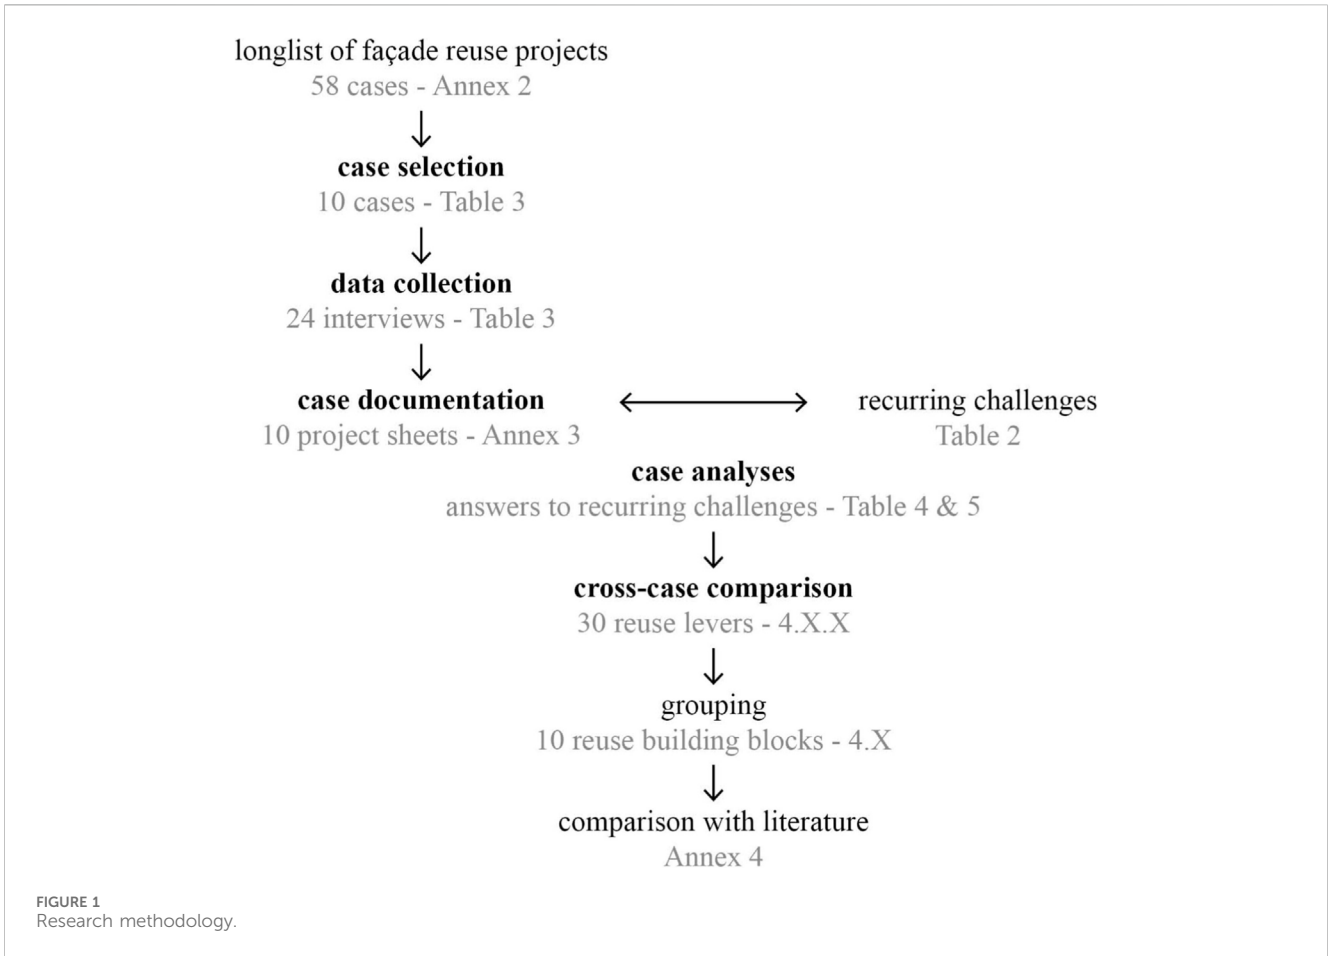 longlist of façade reuse projects
58 cases - Annex 2
case selection
10 cases - Table 3
data collection
24 interviews - Table 3
case documentation
10 project sheets - Annex 3
recurring challenges
Table 2
case analyses
answers to recurring challenges - Table 4 & 5
cross-case comparison
30 reuse levers - 4.X.X
grouping
10 reuse building blocks - 4.X
comparison with literature
Annex 4
FIGURE 1
Research methodology.